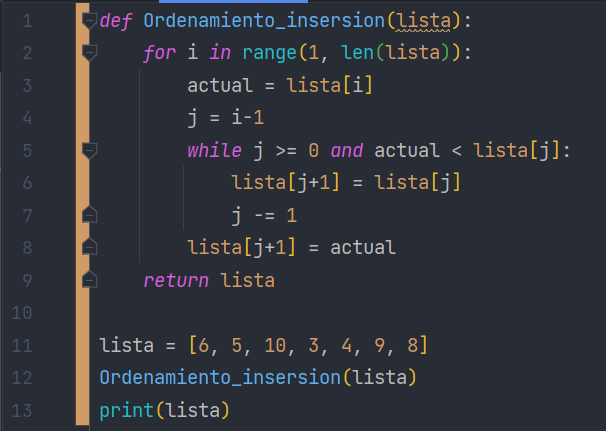 1 def Ordenamiento_insersion(lista):
2     for i in range(1, len(lista)):
3         actual = lista[i]
4         j = i-1
5         while j >= 0 and actual < lista[j]:
6             lista[j+1] = lista[j]
7             j -= 1
8         lista[j+1] = actual
9     return lista
10
11 lista = [6, 5, 10, 3, 4, 9, 8]
12 Ordenamiento_insersion(lista)
13 print(lista)